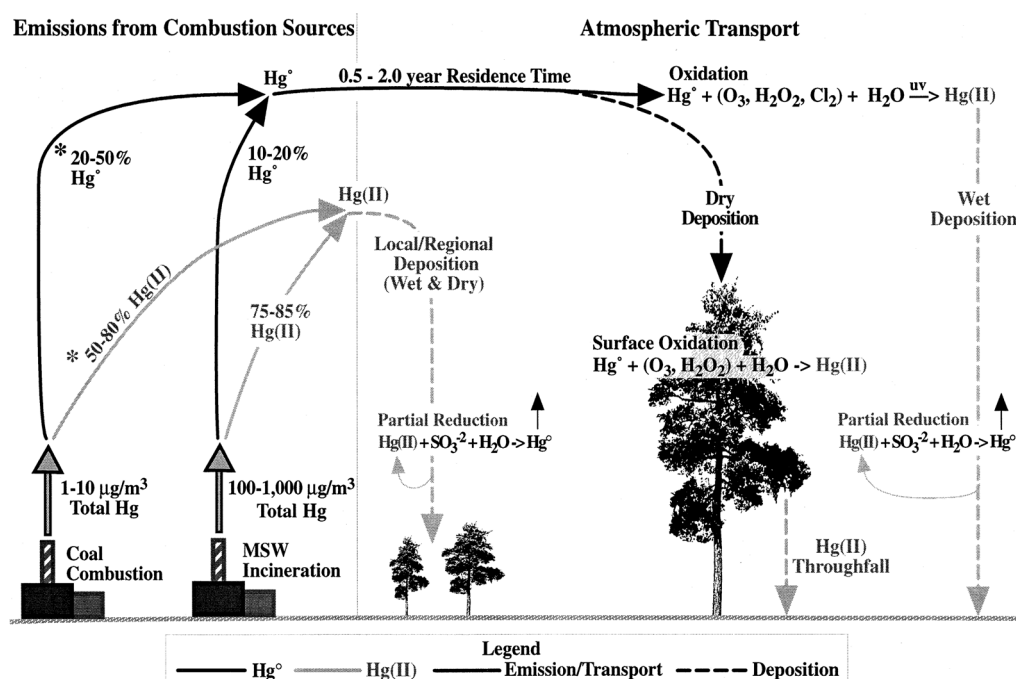 Emissions from Combustion Sources
Atmospheric Transport
Hg°
0.5 - 2.0 year Residence Time
Oxidation
Hg° + (O₃, H₂O₂, Cl₂) + H₂O uv—> Hg(II)
* 20-50%
Hg°
10-20%
Hg°
Hg(II)
Dry
Deposition
Wet
Deposition
Local/Regional
Deposition
(Wet & Dry)
* 50-80% Hg(II)
75-85%
Hg(II)
Surface Oxidation
Hg° + (O₃, H₂O₂) + H₂O -> Hg(II)
Partial Reduction
Hg(II) + SO₃⁻² + H₂O -> Hg°
Partial Reduction
Hg(II) + SO₃⁻² + H₂O -> Hg°
1-10 µg/m³
Total Hg
100-1,000 µg/m³
Total Hg
Coal
Combustion
MSW
Incineration
Hg(II)
Throughfall
Legend
Hg° Hg(II) Emission/Transport Deposition